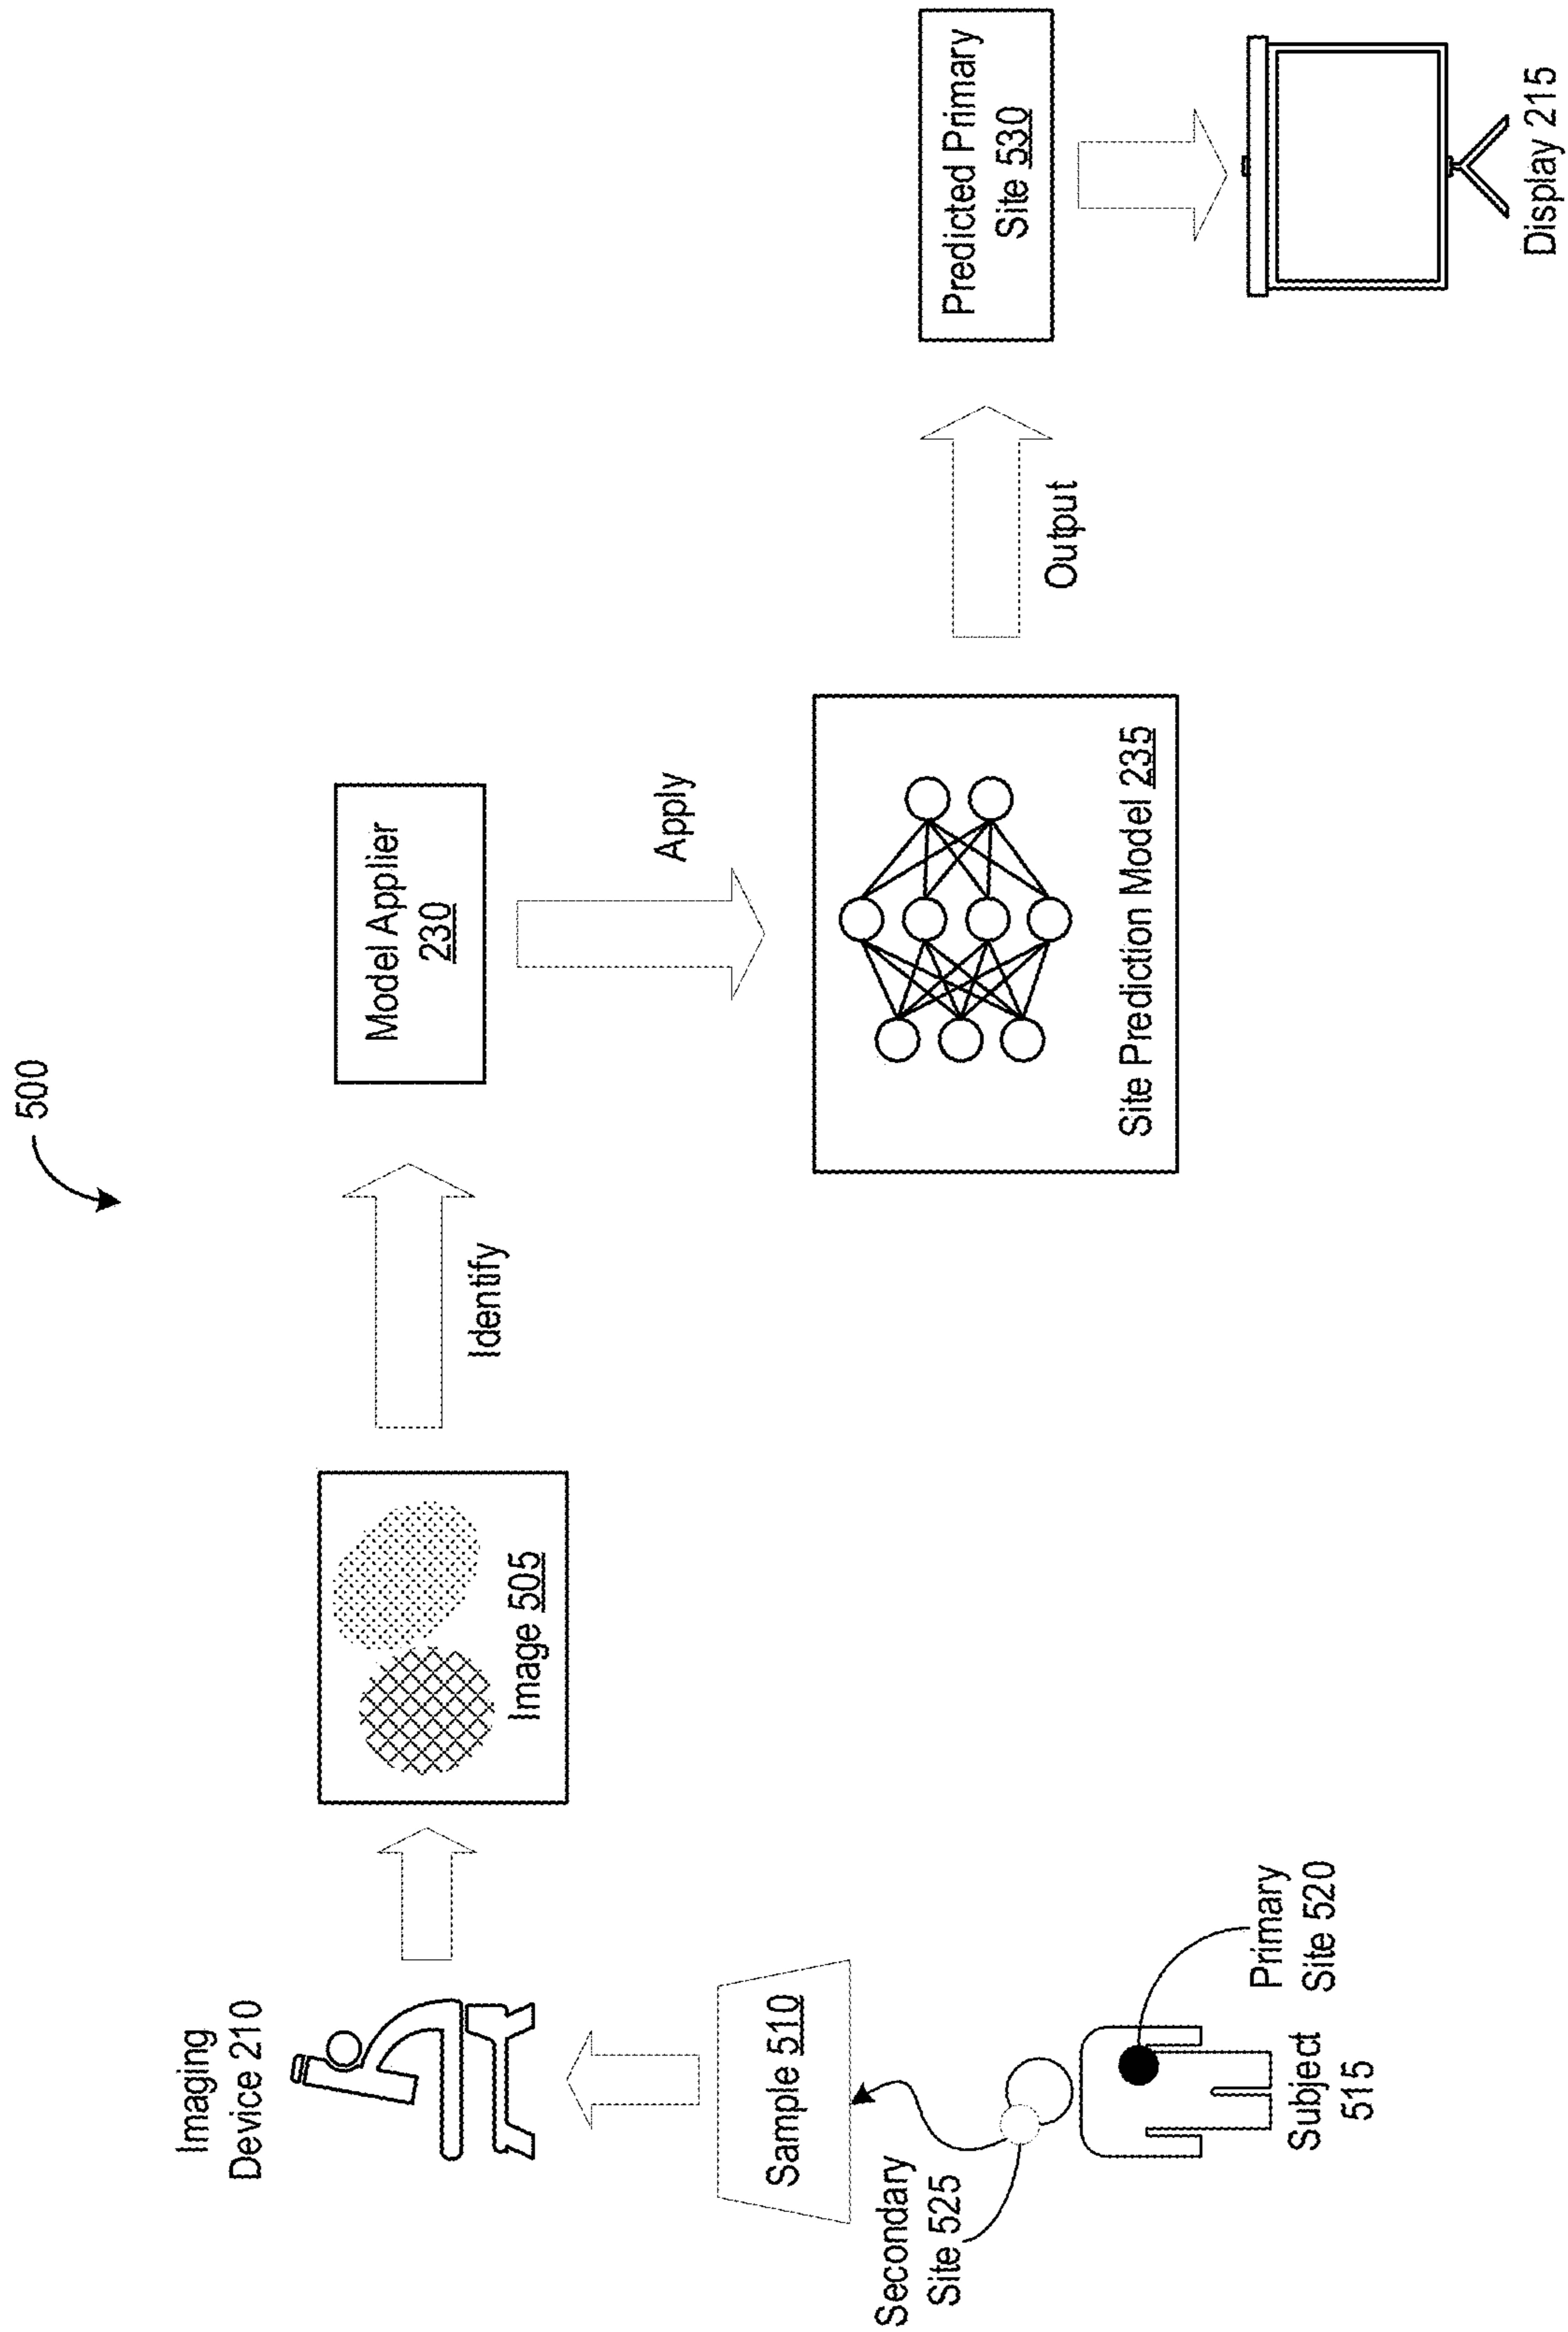 500
Imaging
Device 210
Image 505
Identify
Model Applier
230
Apply
Sample 510
Secondary
Site 525
Primary
Site 520
Subject
515
Site Prediction Model 235
Output
Predicted Primary
Site 530
Display 215